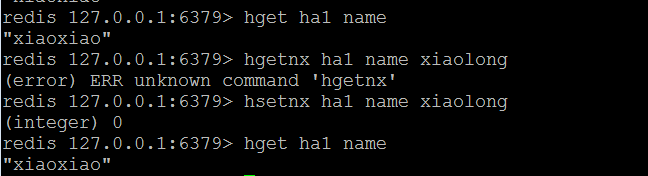 redis 127.0.0.1:6379> hget ha1 name
"xiaoxiao"
redis 127.0.0.1:6379> hgetnx ha1 name xiaolong
(error) ERR unknown command 'hgetnx'
redis 127.0.0.1:6379> hsetnx ha1 name xiaolong
(integer) 0
redis 127.0.0.1:6379> hget ha1 name
"xiaoxiao"